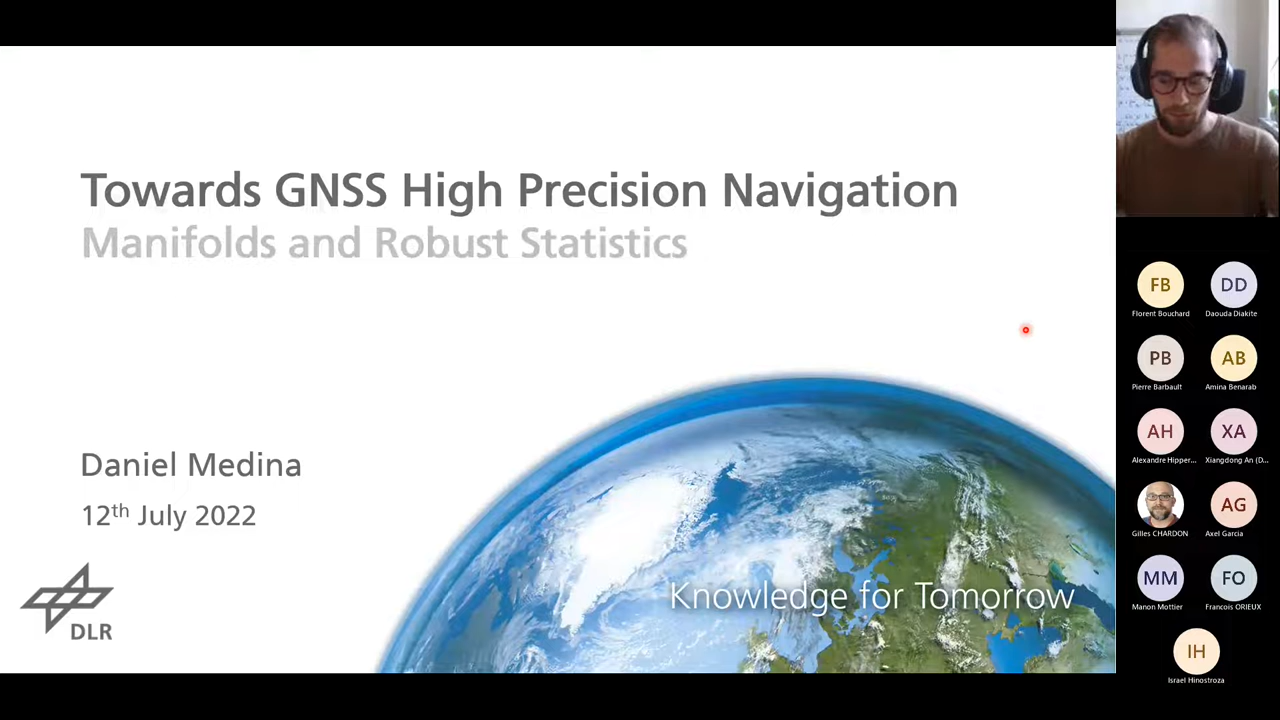 Towards GNSS High Precision Navigation
Manifolds and Robust Statistics
Daniel Medina
12th July 2022
DLR
Knowledge for Tomorrow
FB
Florent Bouchard
DD
Daouda Diakite
PB
Pierre Barbault
AB
Amina Benarab
AH
Alexandre Hipper...
XA
Xiangdong An (D...
Gilles CHARDON
AG
Axel Garcia
MM
Manon Mottier
FO
Francois ORIEUX
IH
Israel Hinostroza